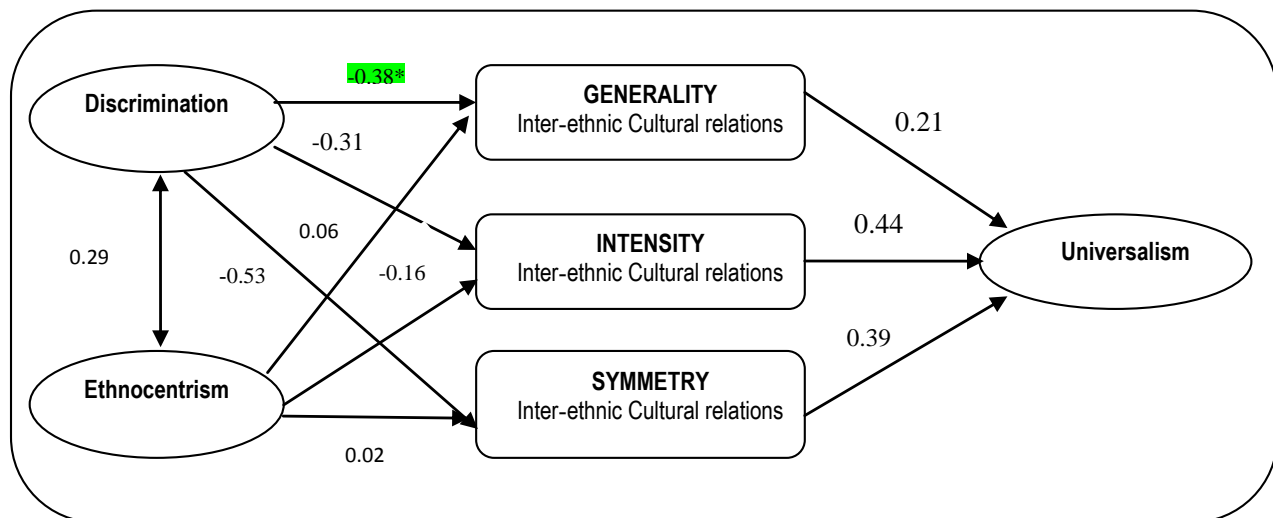 -0.38*
Discrimination
GENERALITY
Inter-ethnic Cultural relations
0.21
-0.31
0.06
INTENSITY
Inter-ethnic Cultural relations
0.44
Universalism
0.29
-0.53
-0.16
0.39
Ethnocentrism
SYMMETRY
Inter-ethnic Cultural relations
0.02